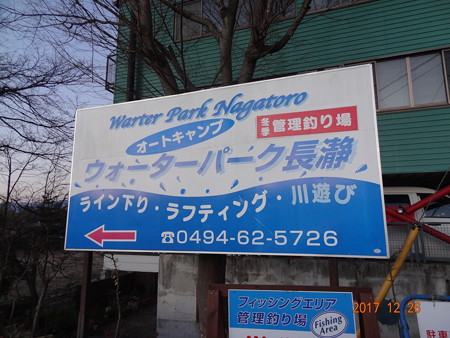 Warter Park Nagatoro
オートキャンプ
冬季 管理釣り場
ウォーターパーク長瀞
ライン下り・ラフティング・川遊び
☎0494-62-5726
フィッシングエリア
管理釣り場
Fishing
Area
2017 12 28
駐車